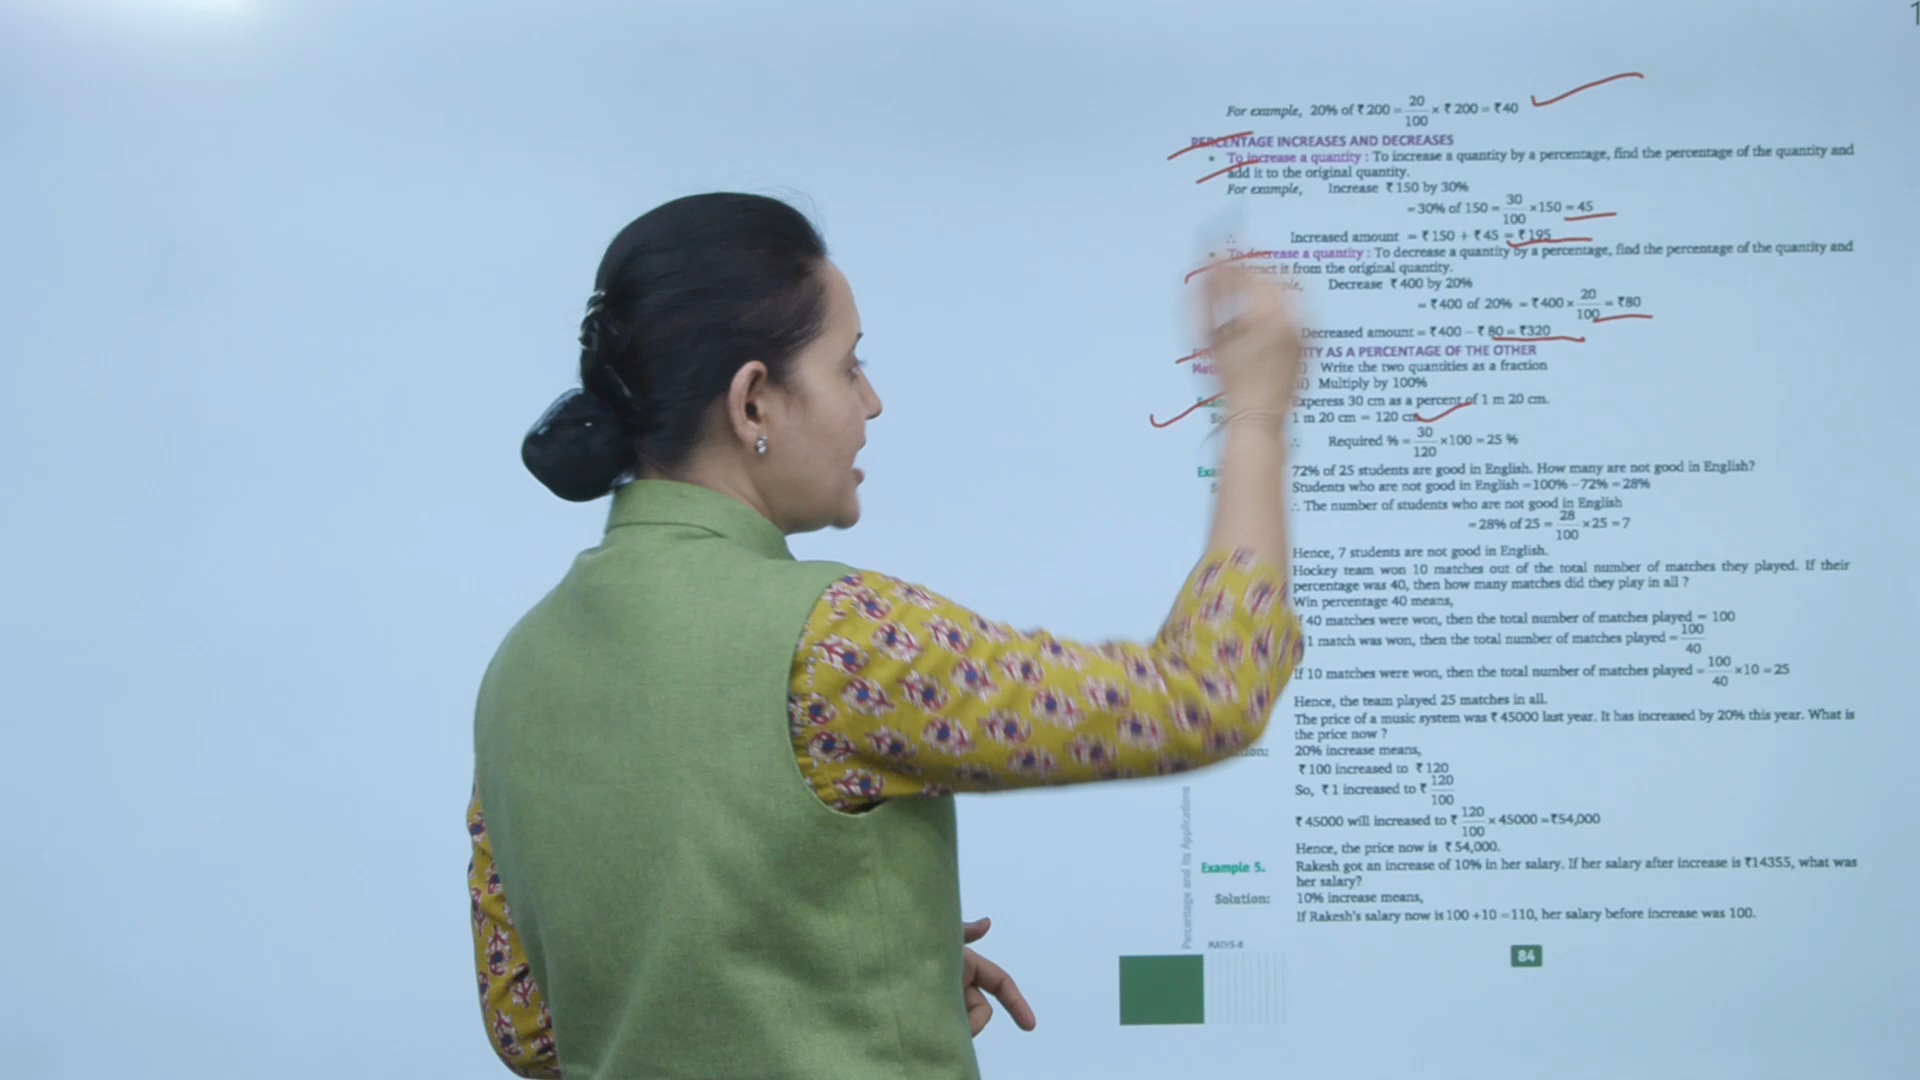 1
For example, 20% of ₹ 200 = 20/100 × ₹ 200 = ₹ 40
PERCENTAGE INCREASES AND DECREASES
• To increase a quantity : To increase a quantity by a percentage, find the percentage of the quantity and
add it to the original quantity.
For example, Increase ₹ 150 by 30%
= 30% of 150 = 30/100 ×150 = 45
∴ Increased amount = ₹ 150 + ₹ 45 = ₹ 195
• To decrease a quantity : To decrease a quantity by a percentage, find the percentage of the quantity and
it from the original quantity.
Decrease ₹ 400 by 20%
= ₹400 of 20% = ₹400 × 20/100 = ₹80
Decreased amount = ₹400 – ₹ 80 = ₹320
AS A PERCENTAGE OF THE OTHER
Write the two quantities as a fraction
Multiply by 100%
Experess 30 cm as a percent of 1 m 20 cm.
1 m 20 cm = 120 cm
∴ Required % = 30/120 ×100 = 25 %
72% of 25 students are good in English. How many are not good in English?
Students who are not good in English =100% – 72% = 28%
∴ The number of students who are not good in English
= 28% of 25 = 28/100 ×25 = 7
Hence, 7 students are not good in English.
Hockey team won 10 matches out of the total number of matches they played. If their
percentage was 40, then how many matches did they play in all ?
Win percentage 40 means,
40 matches were won, then the total number of matches played = 100
1 match was won, then the total number of matches played = 100/40
If 10 matches were won, then the total number of matches played = 100/40 ×10 = 25
Hence, the team played 25 matches in all.
The price of a music system was ₹ 45000 last year. It has increased by 20% this year. What is
the price now ?
20% increase means,
₹ 100 increased to ₹ 120
So, ₹ 1 increased to ₹ 120/100
₹ 45000 will increased to ₹ 120/100 × 45000 = ₹54,000
Hence, the price now is ₹ 54,000.
Example 5. Rakesh got an increase of 10% in her salary. If her salary after increase is ₹14355, what was
her salary?
Solution: 10% increase means,
If Rakesh's salary now is 100 +10 =110, her salary before increase was 100.
Percentage and its Applications
MATHS-8
84